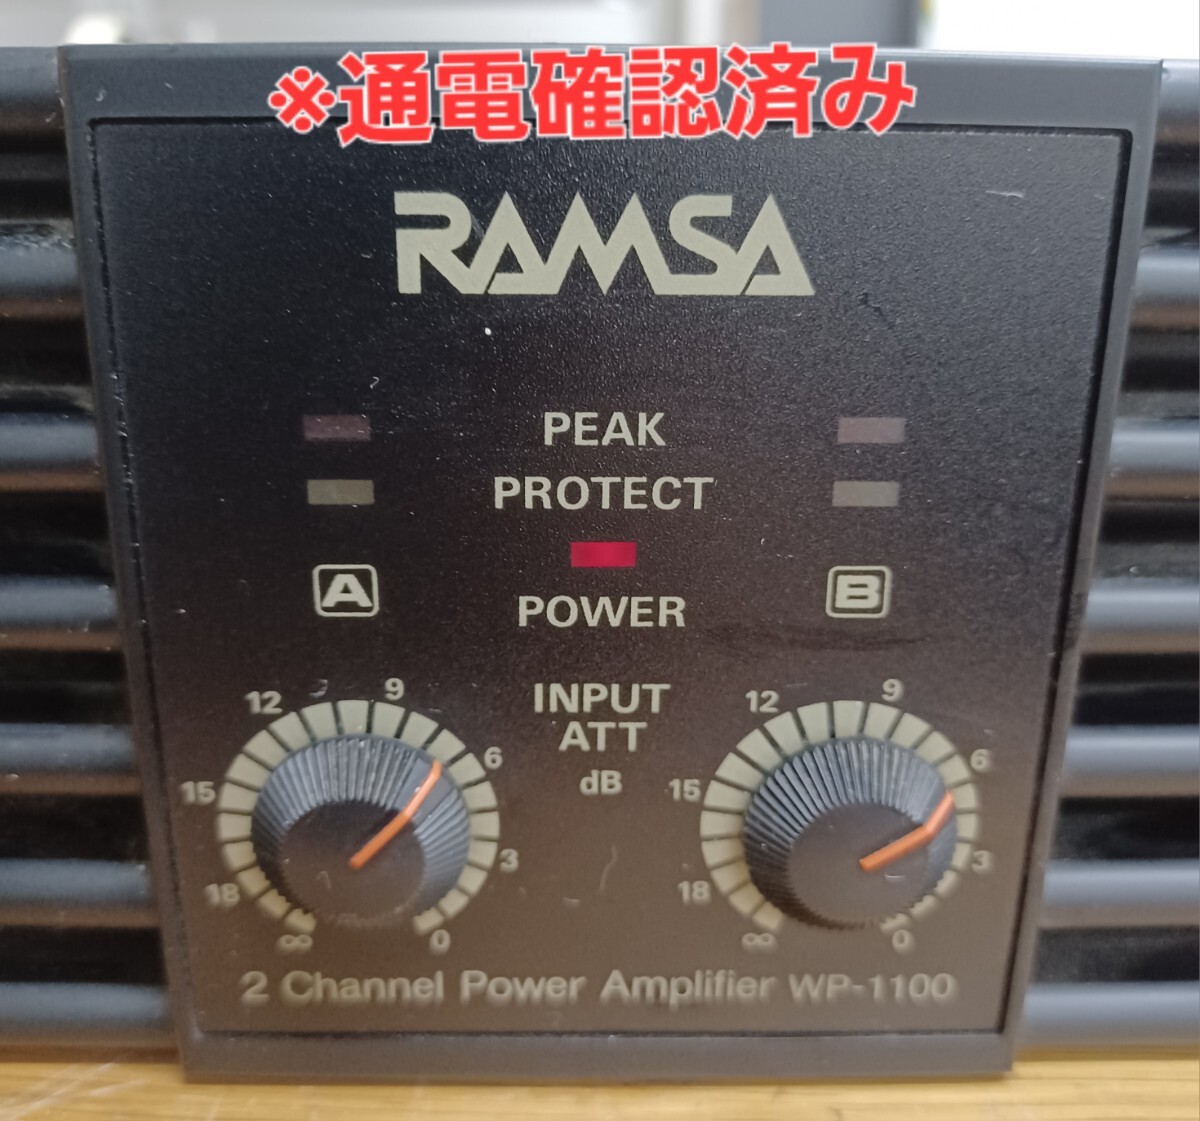 ※通電確認済み
RAMSA
PEAK
PROTECT
POWER
A
B
INPUT
ATT
dB
12 9 6 15 3 18 ∞ 0
12 9 6 15 3 18 ∞ 0
2 Channel Power Amplifier WP-1100